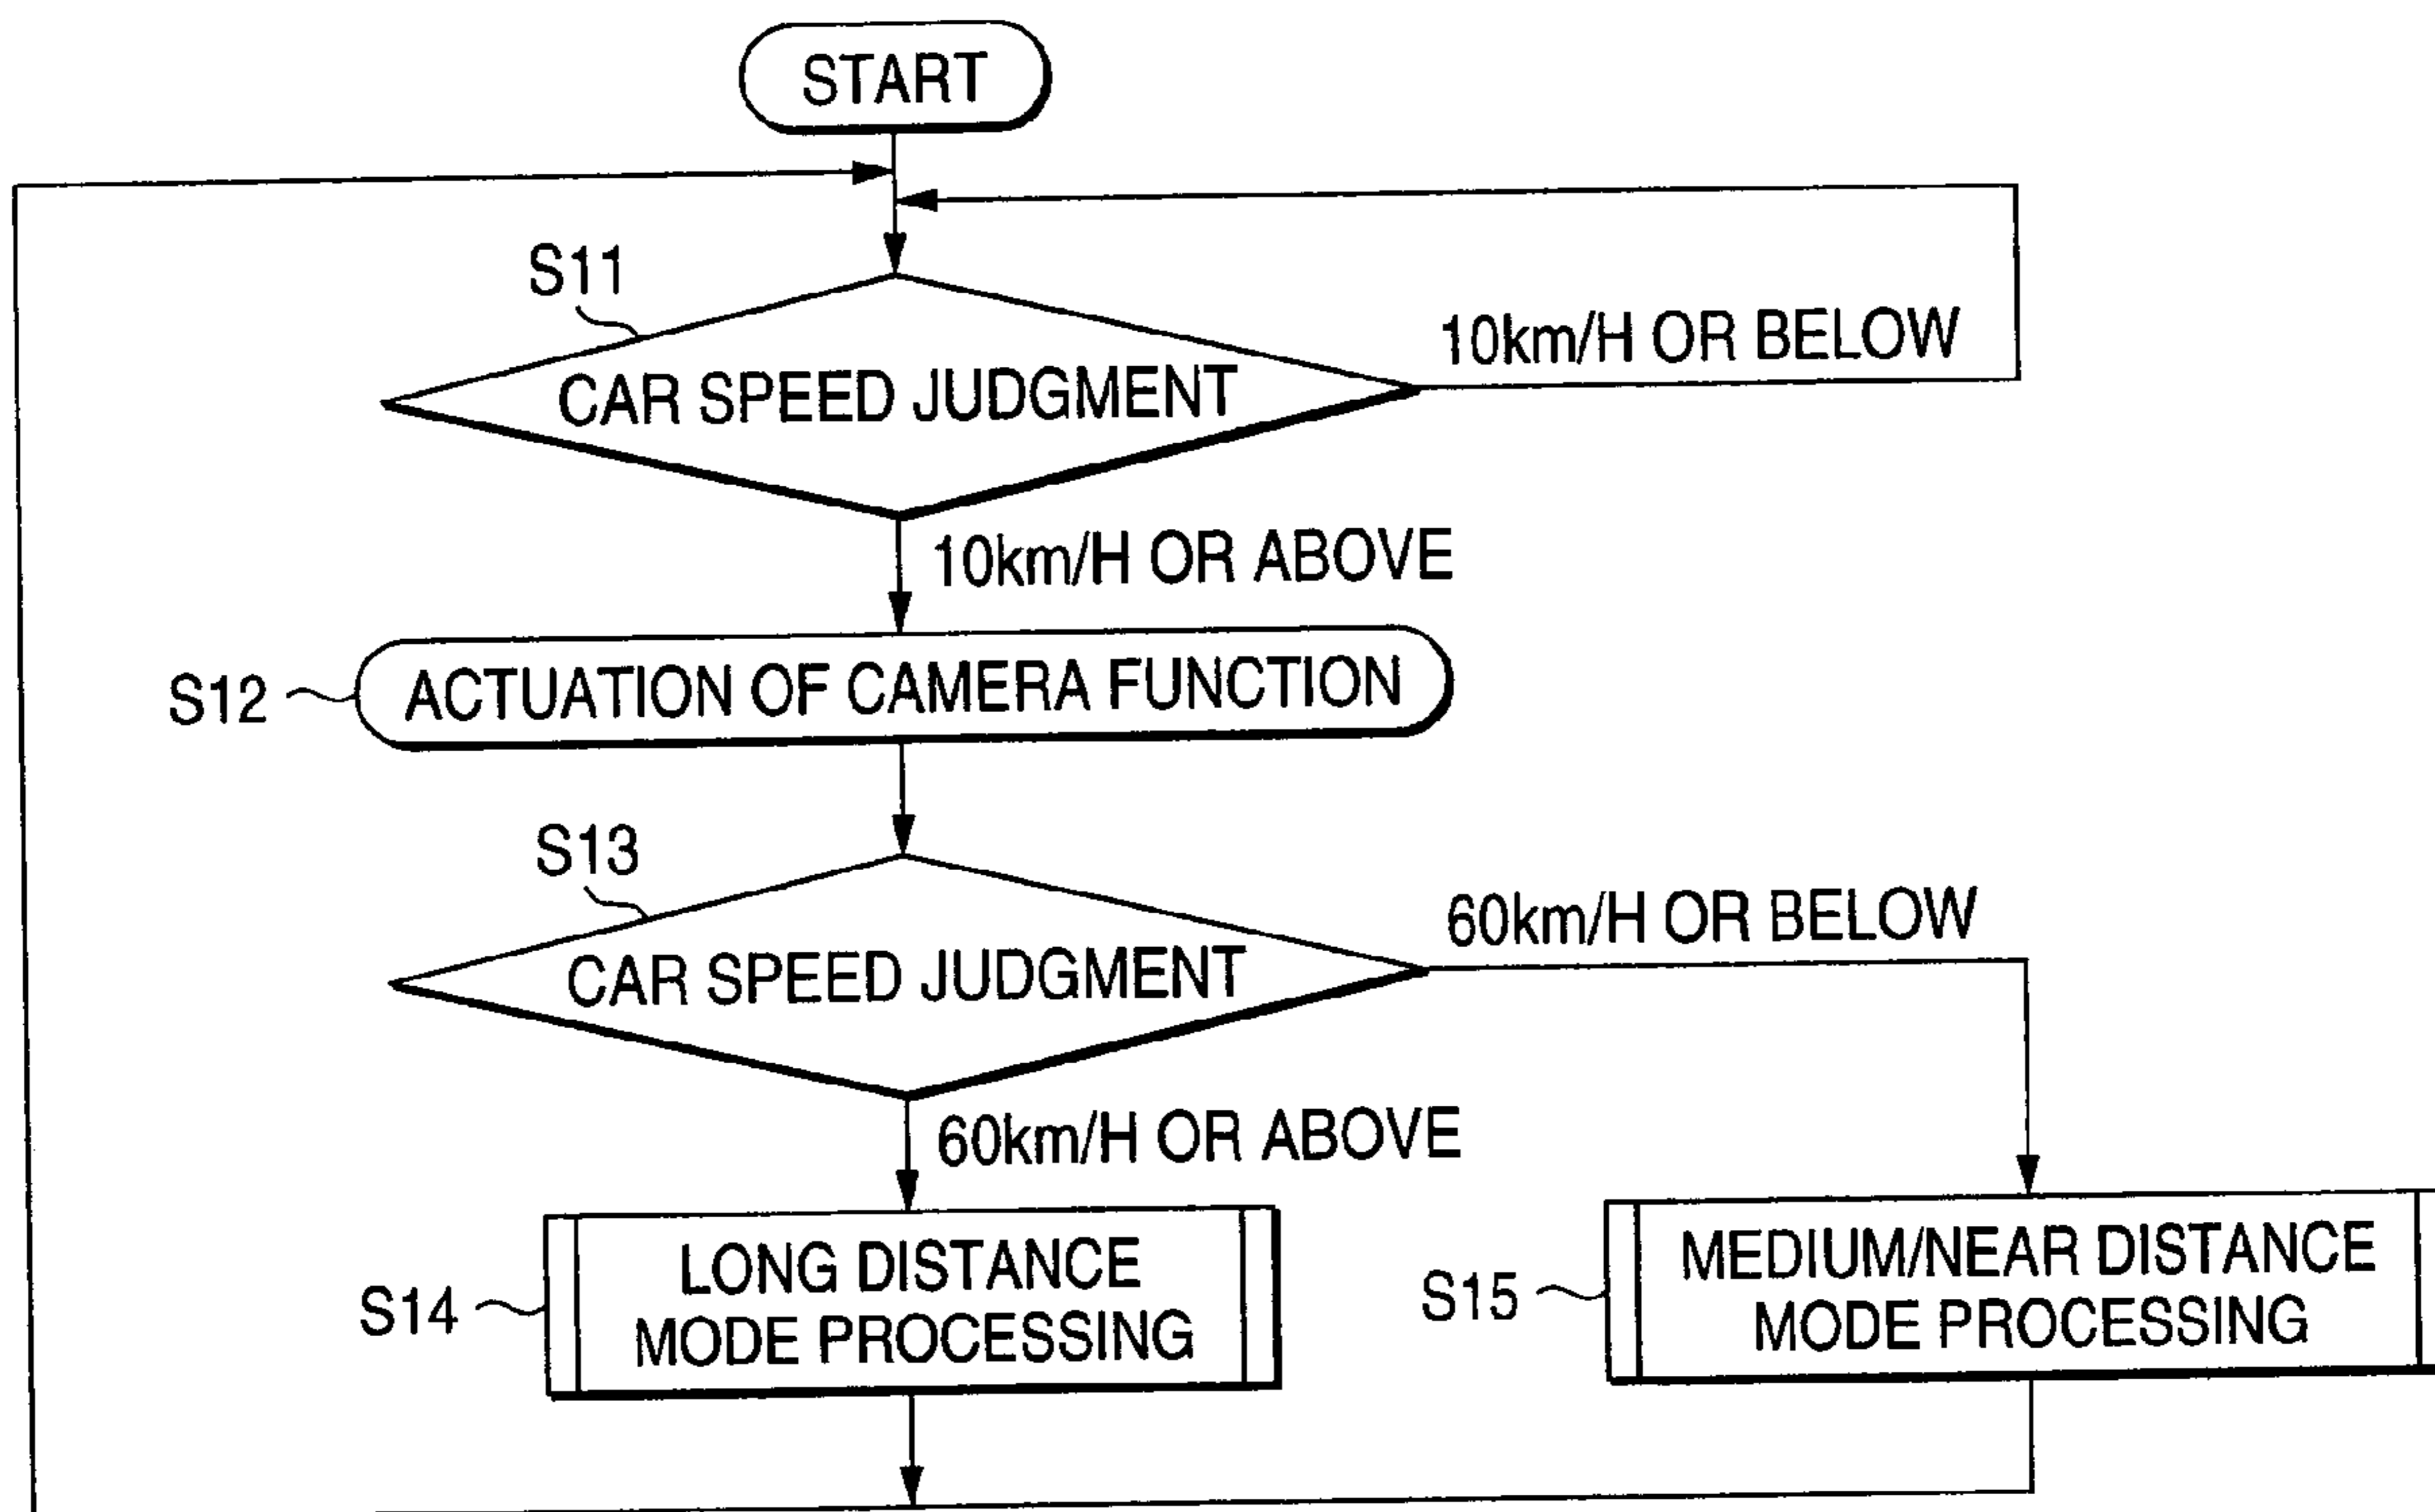 START
S11
10km/H OR BELOW
CAR SPEED JUDGMENT
10km/H OR ABOVE
S12
ACTUATION OF CAMERA FUNCTION
S13
60km/H OR BELOW
CAR SPEED JUDGMENT
60km/H OR ABOVE
S14
LONG DISTANCE
MODE PROCESSING
S15
MEDIUM/NEAR DISTANCE
MODE PROCESSING